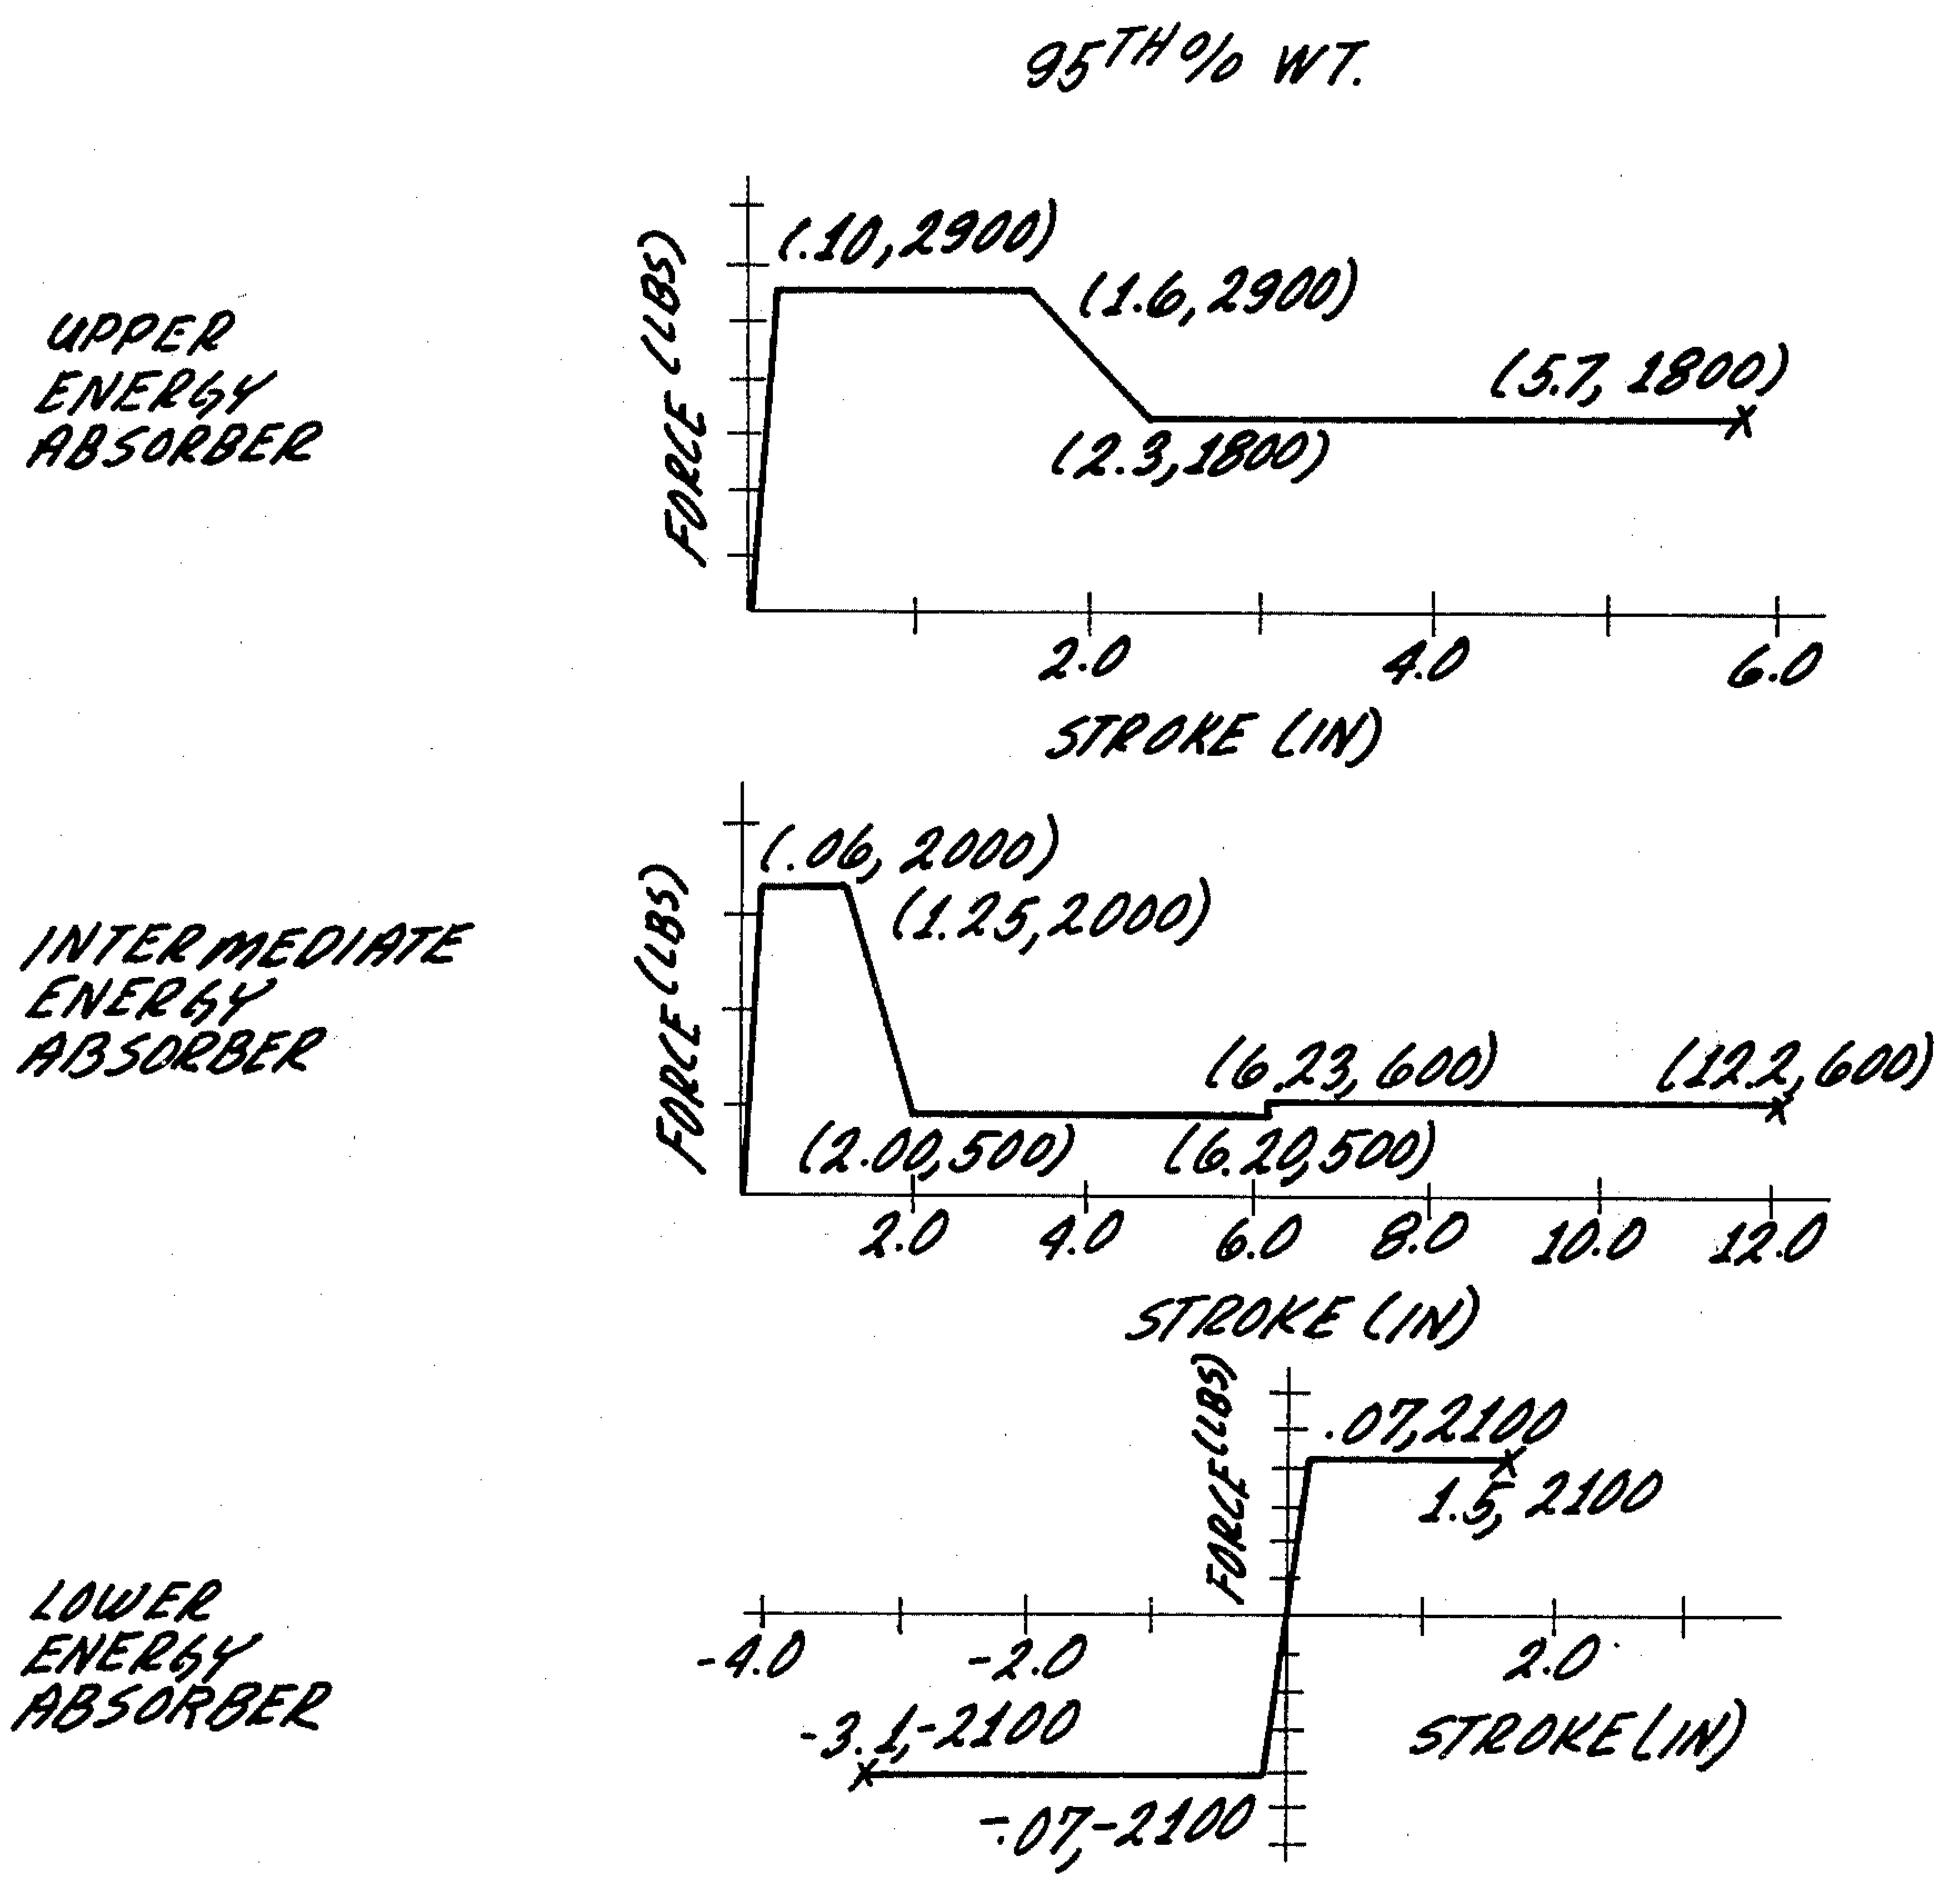 95TH% WT.
UPPER
ENERGY
ABSORBER
FORCE (LBS)
(.10, 2900)
(1.6, 2900)
(5.7, 1800)
(2.3, 1800)
2.0 4.0 6.0
STROKE (IN)
INTERMEDIATE
ENERGY
ABSORBER
FORCE (LBS)
(.06, 2000)
(1.25, 2000)
(6.23, 600) (12.2, 600)
(2.00, 500) (6.20, 500)
2.0 4.0 6.0 8.0 10.0 12.0
STROKE (IN)
LOWER
ENERGY
ABSORBER
FORCE (LBS)
.07, 2100
1.5, 2100
-4.0 -2.0 2.0
-3.1, -2100
STROKE (IN)
-.07, -2100